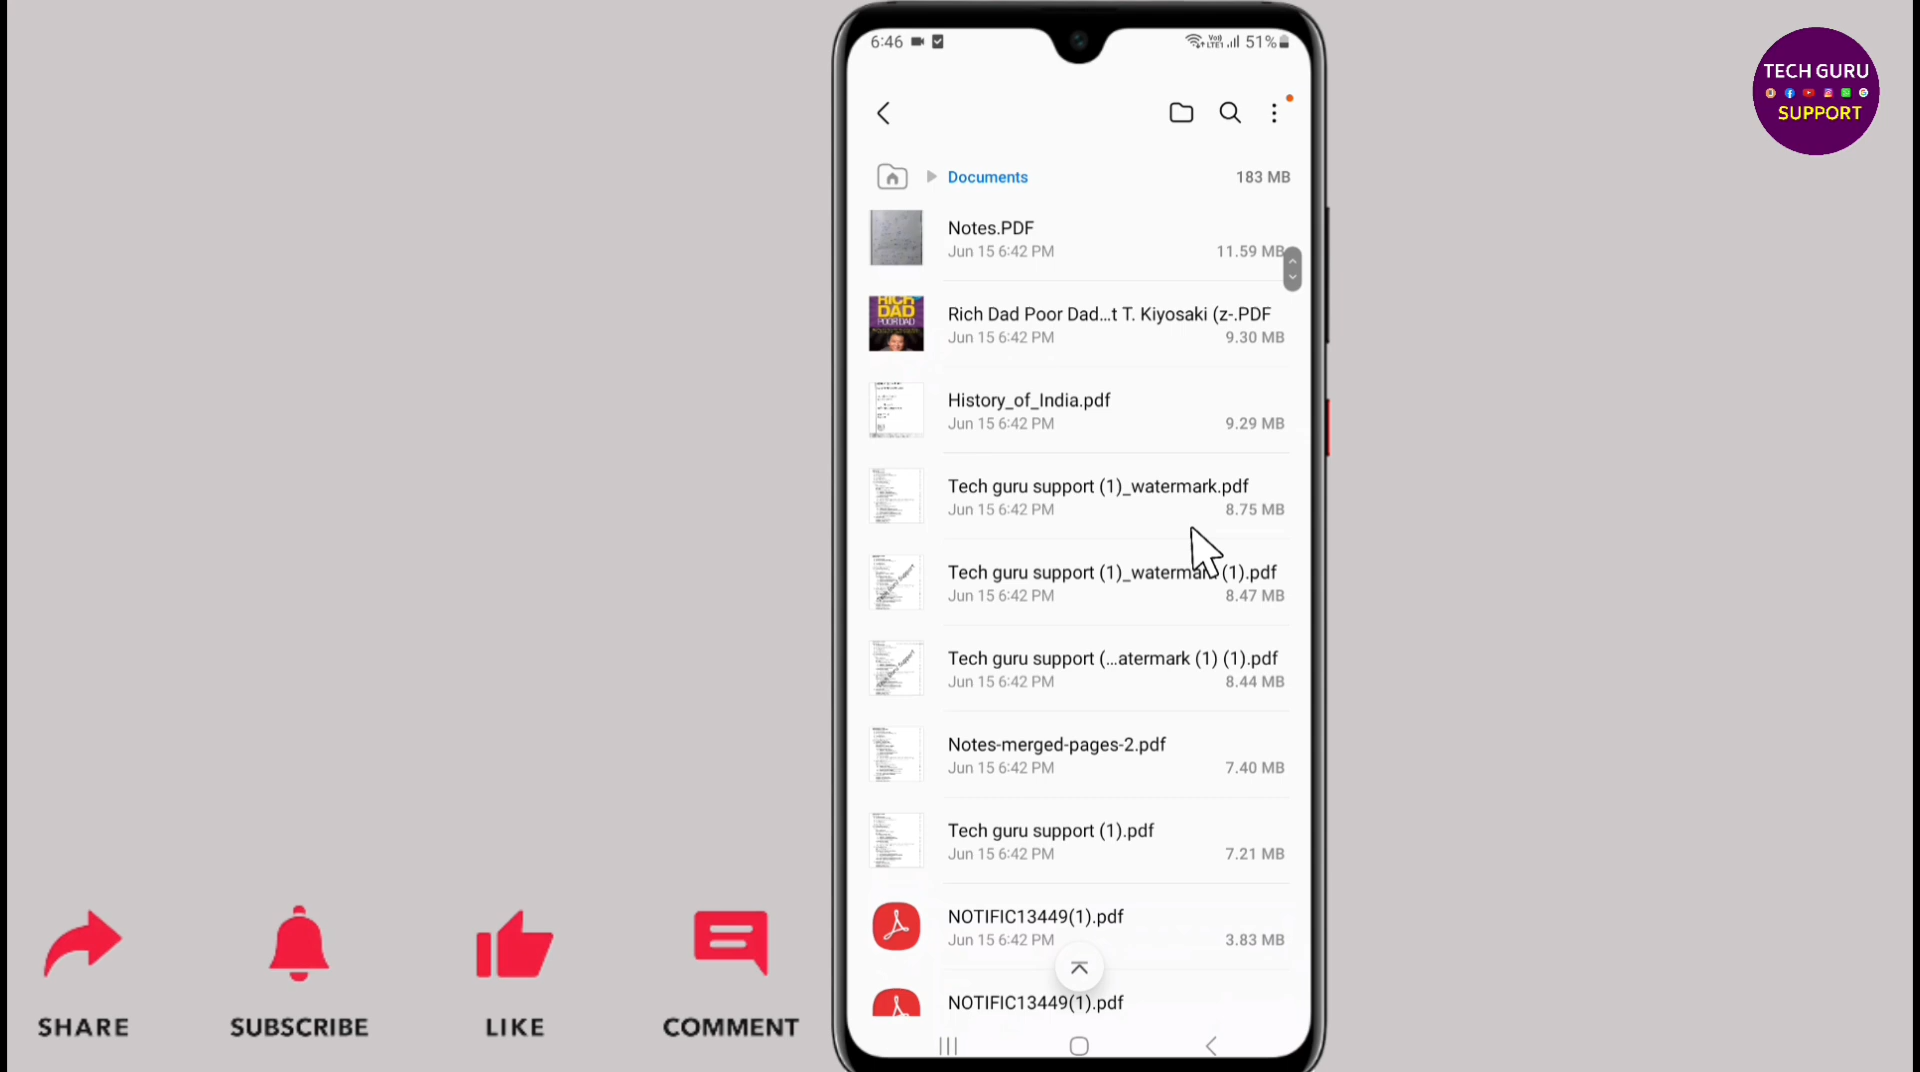 6:46
51%
TECH GURU
SUPPORT
Documents
183 MB
Notes.PDF
Jun 15 6:42 PM
11.59 MB
RICH
DAD
POOR DAD
Rich Dad Poor Dad...t T. Kiyosaki (z-.PDF
Jun 15 6:42 PM
9.30 MB
History_of_India.pdf
Jun 15 6:42 PM
9.29 MB
Tech guru support (1)_watermark.pdf
Jun 15 6:42 PM
8.75 MB
Tech guru support (1)_watermark (1).pdf
Jun 15 6:42 PM
8.47 MB
Tech guru support (...atermark (1) (1).pdf
Jun 15 6:42 PM
8.44 MB
Notes-merged-pages-2.pdf
Jun 15 6:42 PM
7.40 MB
Tech guru support (1).pdf
Jun 15 6:42 PM
7.21 MB
NOTIFIC13449(1).pdf
Jun 15 6:42 PM
3.83 MB
NOTIFIC13449(1).pdf
SHARE
SUBSCRIBE
LIKE
COMMENT